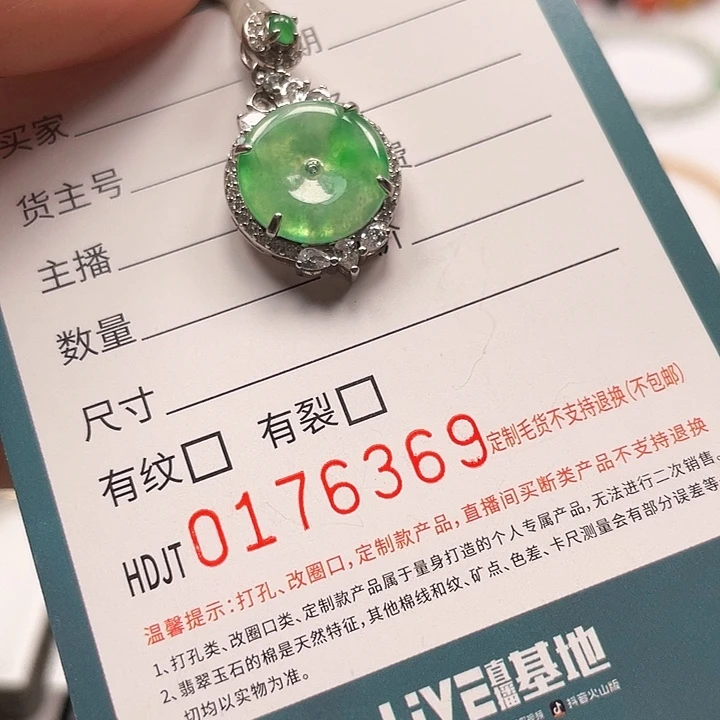 期
买家
货主号 费
主播 价
数量
尺寸
有纹□ 有裂□
HDJT 0176369 定制毛货不支持退换(不包邮)
温馨提示:打孔、改圈口,定制款产品,直播间买断类产品不支持退换
1、打孔类、改圈口类、定制款产品属于量身打造的个人专属产品,无法进行二次销售。
2、翡翠玉石的棉是天然特征,其他棉线和纹、矿点、色差、卡尺测量会有部分误差等
切均以实物为准。
LIVE直播基地
抖音火山版